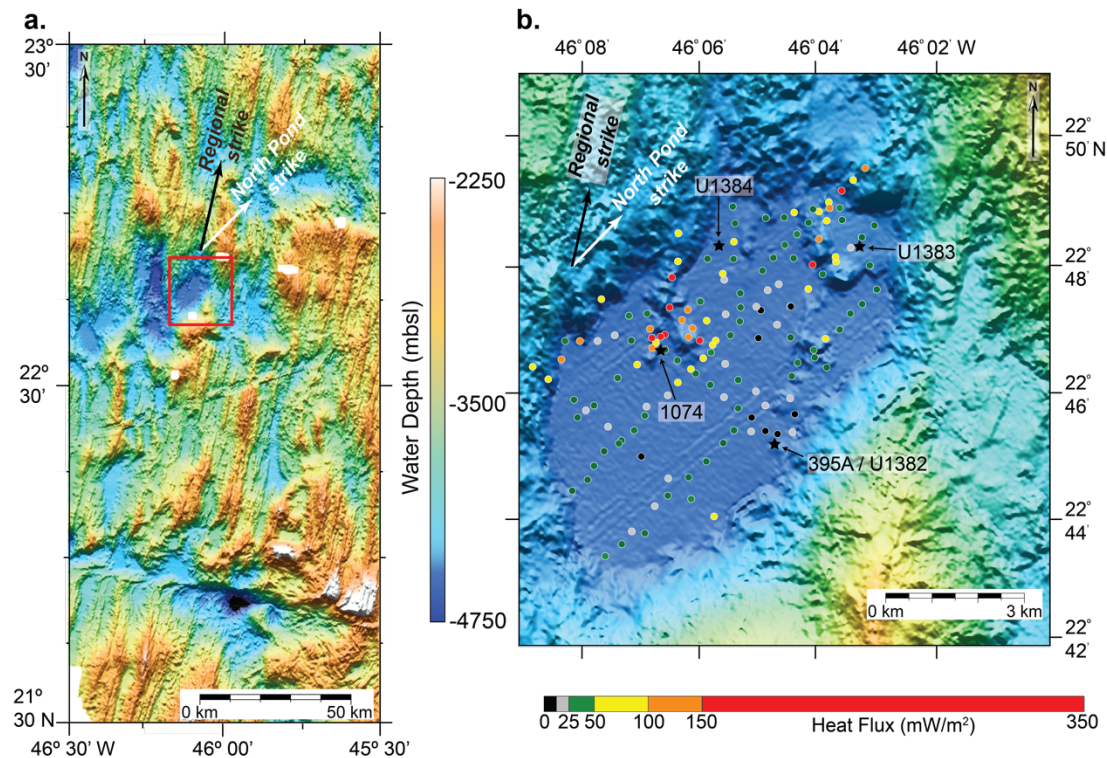 a.
23°
30′
N
Regional
strike
North Pond
strike
22°
30′
21°
30′ N
0 km
50 km
46° 30′ W
46° 00′
45° 30′
-2250
-3500
-4750
Water Depth (mbsl)
b.
46° 08′
46° 06′
46° 04′
46° 02′ W
N
Regional
strike
North Pond
strike
U1384
U1383
1074
395A / U1382
22°
50′ N
22°
48′
22°
46′
22°
44′
22°
42′
0 km
3 km
0
25
50
100
150
350
Heat Flux (mW/m²)